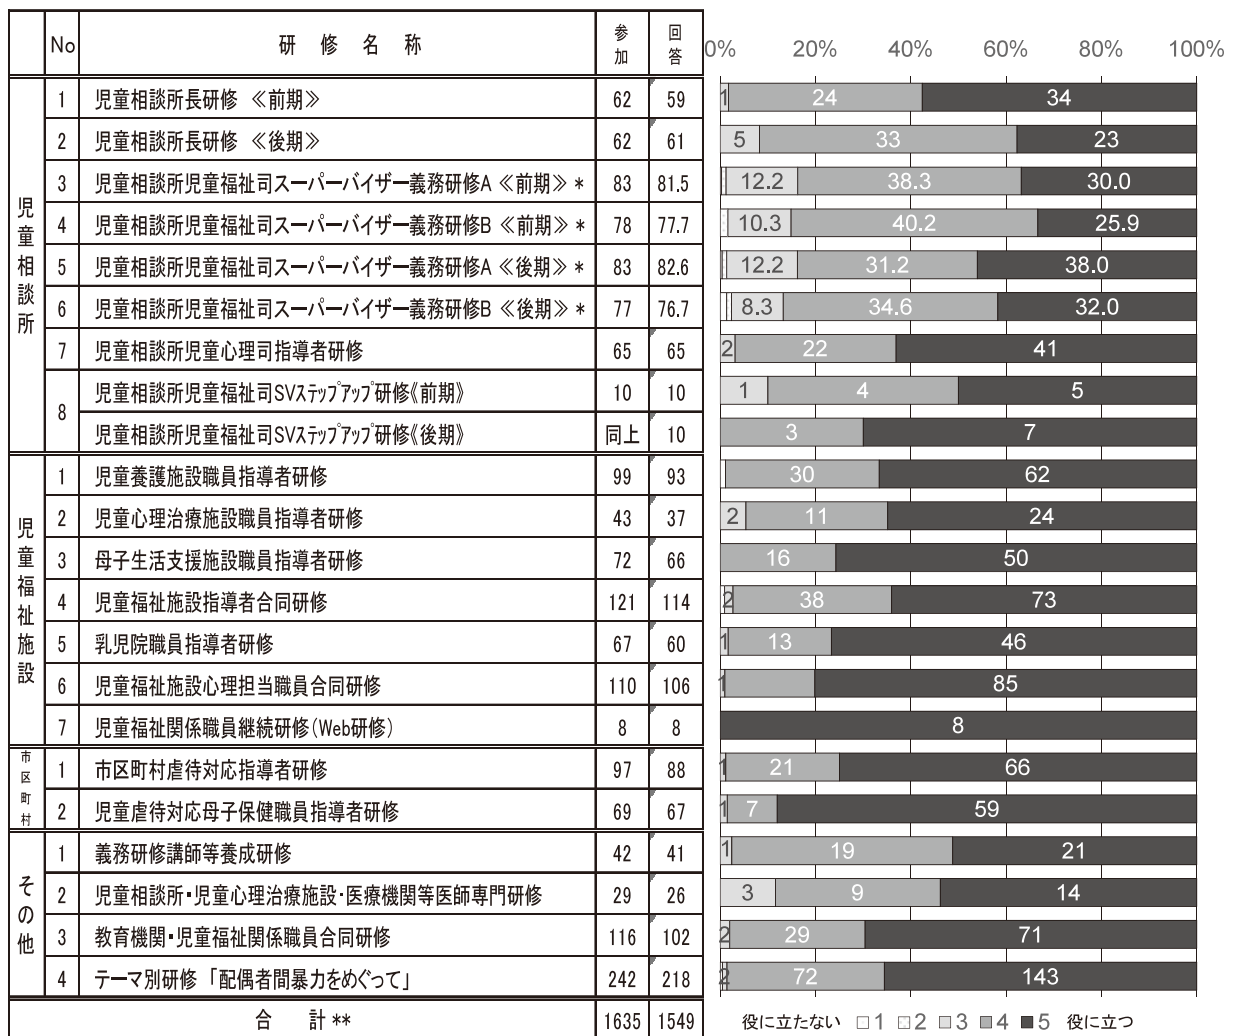 No 研 修 名 称 参加 回答 0% 20% 40% 60% 80% 100%
児童相談所
1 児童相談所長研修 ≪前期≫ 62 59 1 24 34
2 児童相談所長研修 ≪後期≫ 62 61 5 33 23
3 児童相談所児童福祉司スーパーバイザー義務研修A ≪前期≫ * 83 81.5 12.2 38.3 30.0
4 児童相談所児童福祉司スーパーバイザー義務研修B ≪前期≫ * 78 77.7 10.3 40.2 25.9
5 児童相談所児童福祉司スーパーバイザー義務研修A ≪後期≫ * 83 82.6 12.2 31.2 38.0
6 児童相談所児童福祉司スーパーバイザー義務研修B ≪後期≫ * 77 76.7 8.3 34.6 32.0
7 児童相談所児童心理司指導者研修 65 65 2 22 41
8 児童相談所児童福祉司SVステップアップ研修《前期》 10 10 1 4 5
児童相談所児童福祉司SVステップアップ研修《後期》 同上 10 3 7
児童福祉施設
1 児童養護施設職員指導者研修 99 93 30 62
2 児童心理治療施設職員指導者研修 43 37 2 11 24
3 母子生活支援施設職員指導者研修 72 66 16 50
4 児童福祉施設指導者合同研修 121 114 2 38 73
5 乳児院職員指導者研修 67 60 1 13 46
6 児童福祉施設心理担当職員合同研修 110 106 1 85
7 児童福祉関係職員継続研修(Web研修) 8 8 8
市区町村
1 市区町村虐待対応指導者研修 97 88 1 21 66
2 児童虐待対応母子保健職員指導者研修 69 67 1 7 59
その他
1 義務研修講師等養成研修 42 41 1 19 21
2 児童相談所・児童心理治療施設・医療機関等医師専門研修 29 26 3 9 14
3 教育機関・児童福祉関係職員合同研修 116 102 2 29 71
4 テーマ別研修「配偶者間暴力をめぐって」 242 218 2 72 143
合 計** 1635 1549 役に立たない □1 □2 □3 ■4 ■5 役に立つ